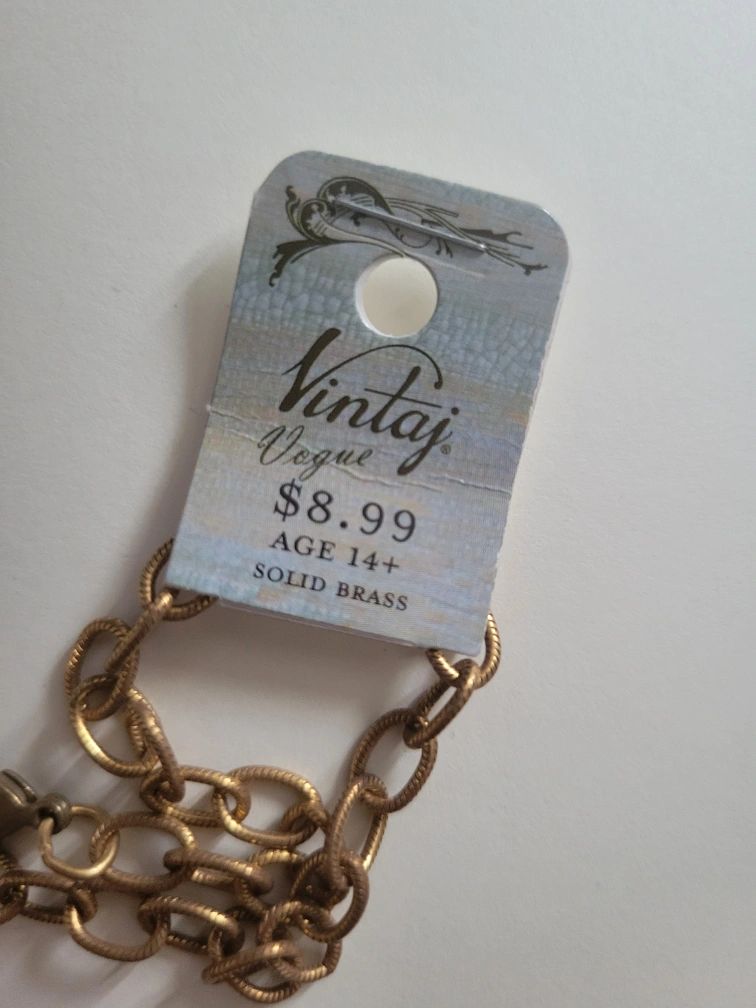 Vintaj®
Vogue
$8.99
AGE 14+
SOLID BRASS